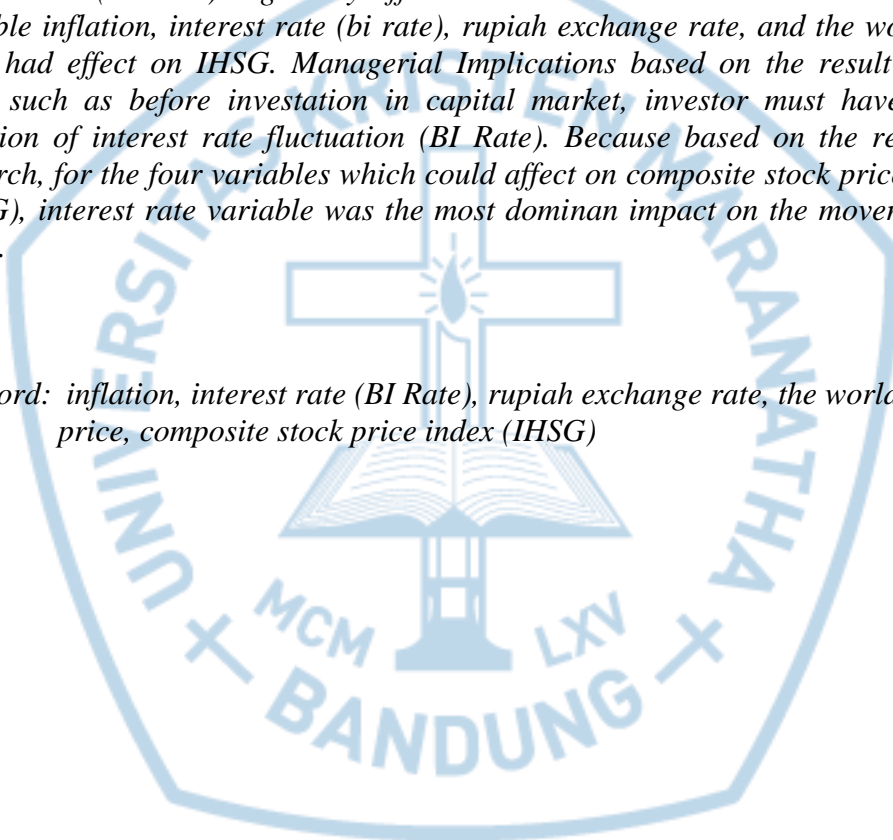 ble inflation, interest rate (bi rate), rupiah exchange rate, and the wo
had effect on IHSG. Managerial Implications based on the result
such as before investation in capital market, investor must have
ion of interest rate fluctuation (BI Rate). Because based on the re
rch, for the four variables which could affect on composite stock price
G), interest rate variable was the most dominan impact on the mover
.
ord: inflation, interest rate (BI Rate), rupiah exchange rate, the world
price, composite stock price index (IHSG)
UNIVERSITAS KRISTEN MARANATHA
MCM LXV
BANDUNG